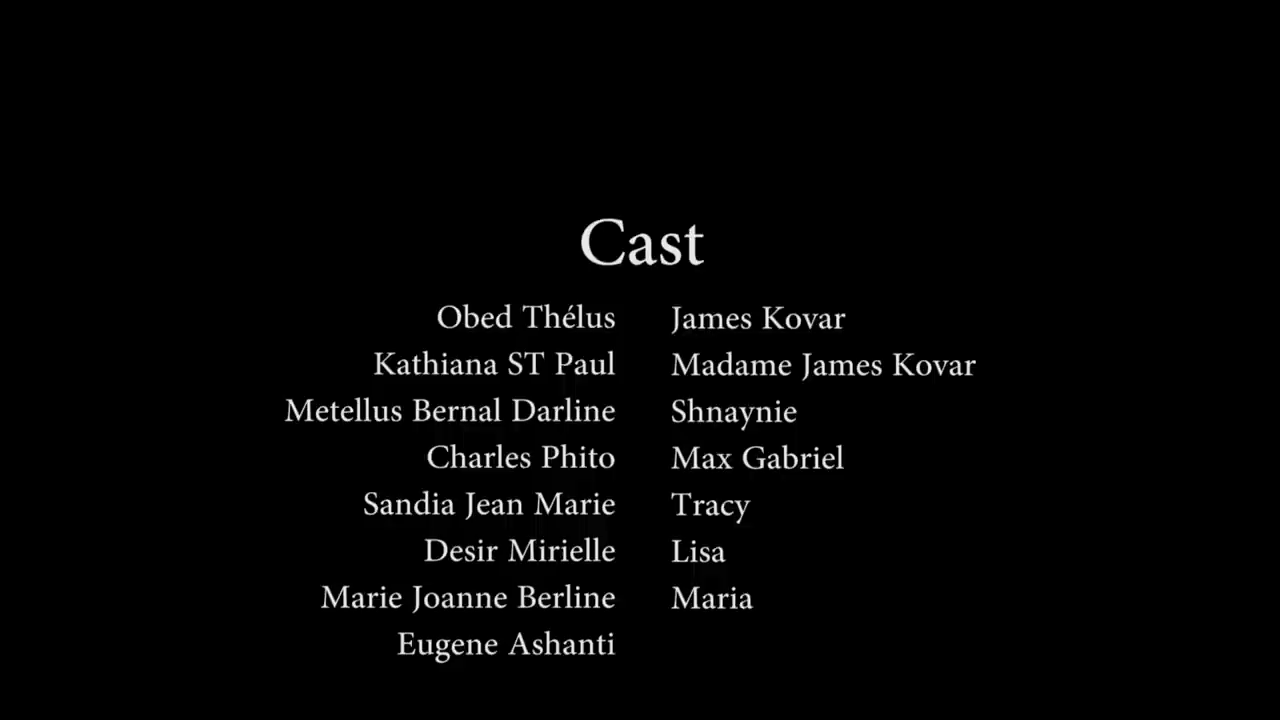 Cast
Obed Thélus James Kovar
Kathiana ST Paul Madame James Kovar
Metellus Bernal Darline Shnaynie
Charles Phito Max Gabriel
Sandia Jean Marie Tracy
Desir Mirielle Lisa
Marie Joanne Berline Maria
Eugene Ashanti